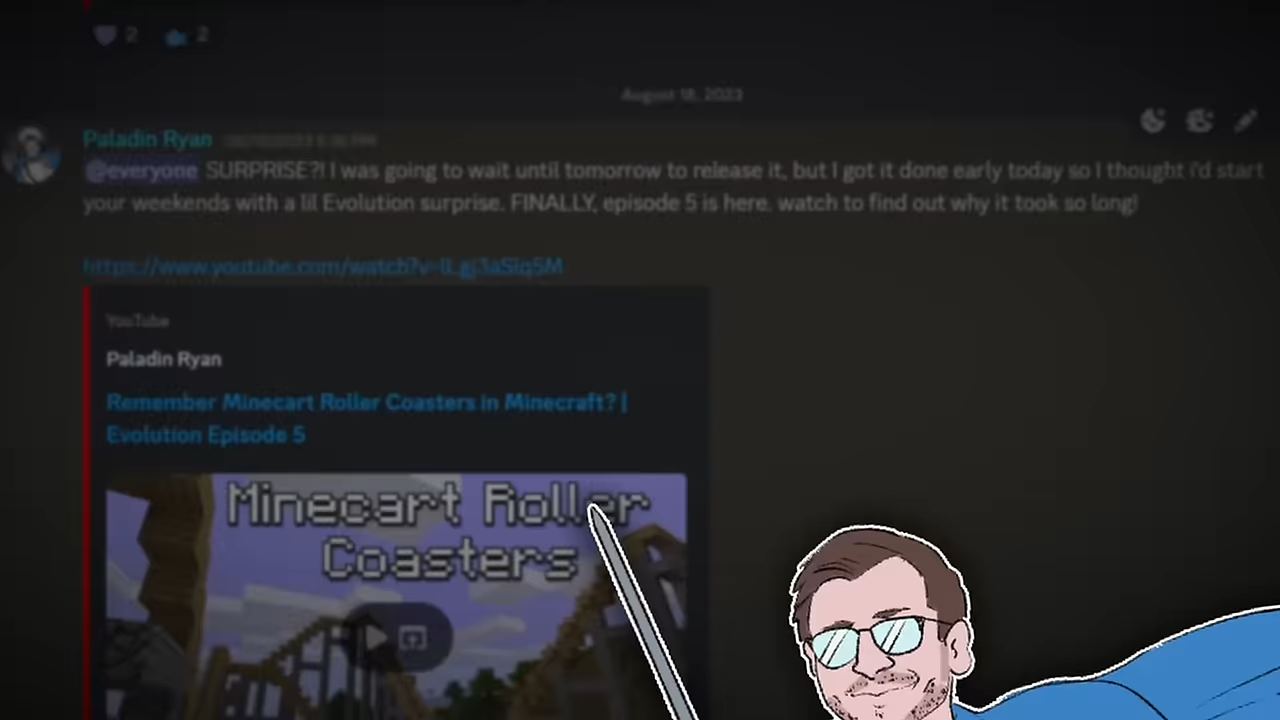 2 2
August 18, 2023
Paladin Ryan
@everyone SURPRISE?! I was going to wait until tomorrow to release it, but I got it done early today so I thought i'd start
your weekends with a lil Evolution surprise. FINALLY, episode 5 is here. watch to find out why it took so long!
YouTube
Paladin Ryan
Remember Minecart Roller Coasters in Minecraft? |
Evolution Episode 5
Minecart Roller
Coasters